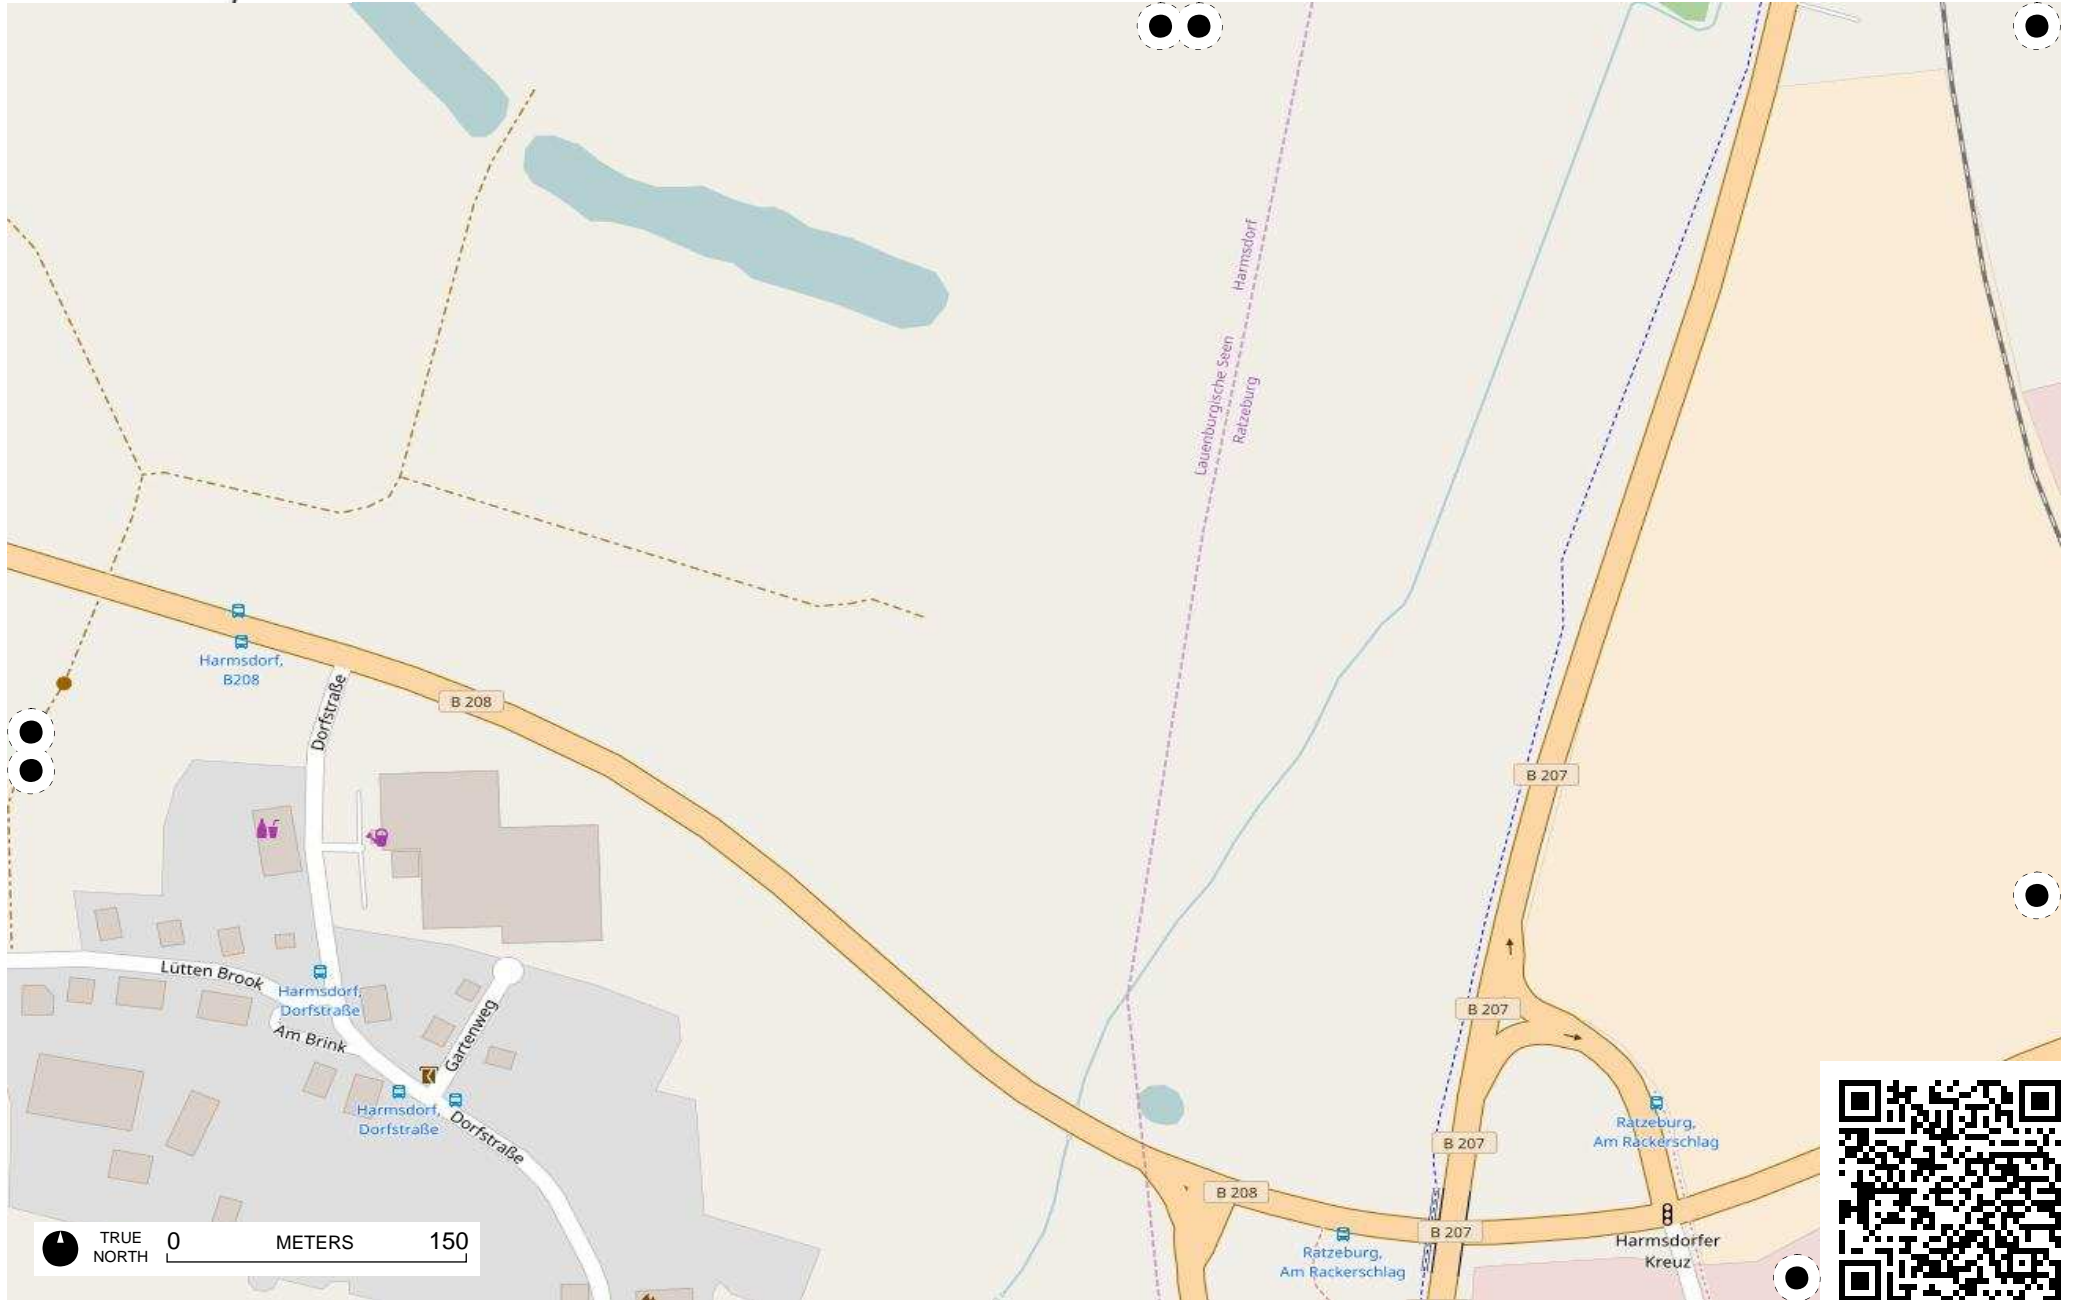 Harmsdorf
Lauenburgische Seen
Ratzeburg
Harmsdorf,
B208
Dorfstraße
B 208
B 207
Lütten Brook
Harmsdorf,
Dorfstraße
Am Brink
Gartenweg
B 207
Harmsdorf,
Dorfstraße
Dorfstraße
B 207
Ratzeburg,
Am Rackerschlag
B 208
B 207
Ratzeburg,
Am Rackerschlag
Harmsdorfer
Kreuz
TRUE
NORTH
0 METERS 150